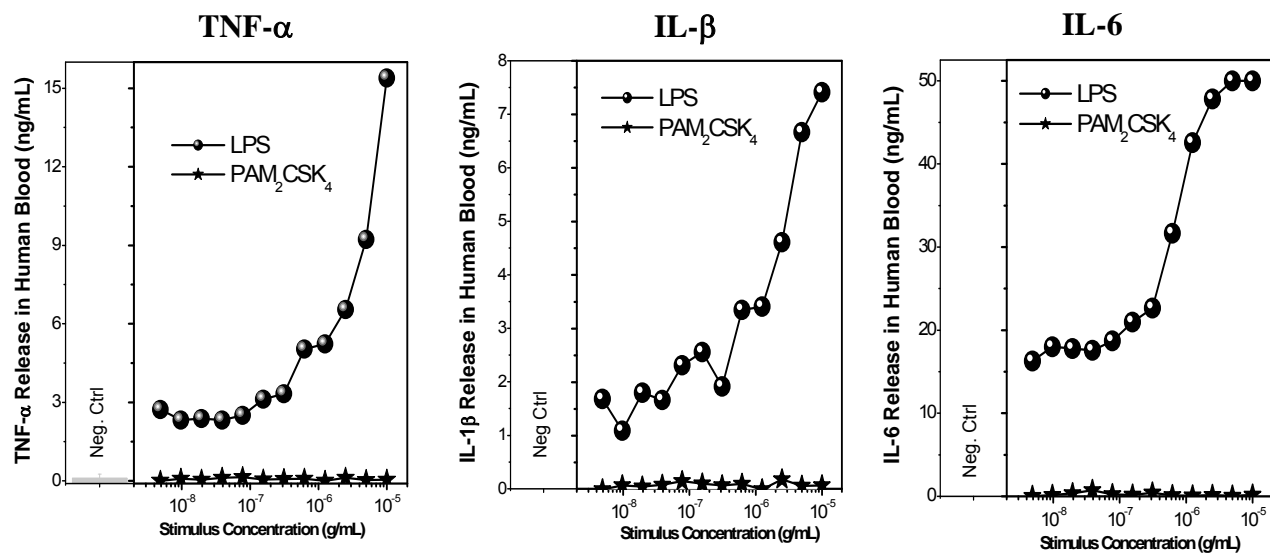 TNF-α
IL-β
IL-6
TNF-α Release in Human Blood (ng/mL)
15
12
9
6
3
0
Neg. Ctrl
LPS
PAM₂CSK₄
10⁻⁸
10⁻⁷
10⁻⁶
10⁻⁵
Stimulus Concentration (g/mL)
IL-1β Release in Human Blood (ng/mL)
8
7
6
5
4
3
2
1
0
Neg Ctrl
LPS
PAM₂CSK₄
10⁻⁸
10⁻⁷
10⁻⁶
10⁻⁵
Stimulus Concentration (g/mL)
IL-6 Release in Human Blood (ng/mL)
50
40
30
20
10
0
Neg. Ctrl
LPS
PAM₂CSK₄
10⁻⁸
10⁻⁷
10⁻⁶
10⁻⁵
Stimulus Concentration (g/mL)